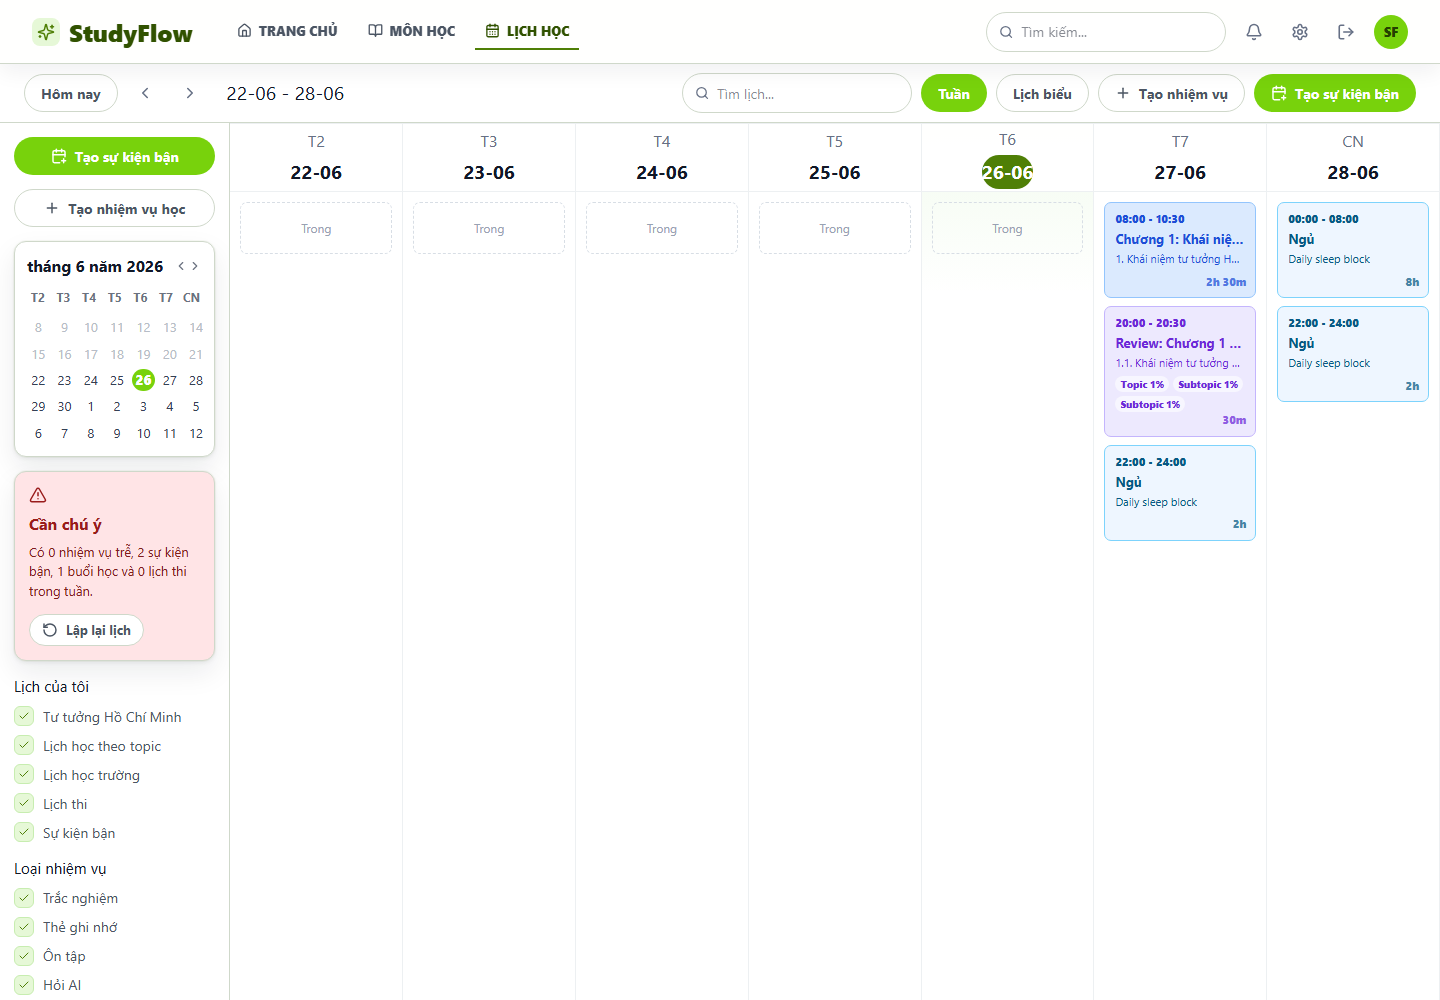 StudyFlow
TRANG CHỦ
MÔN HỌC
LỊCH HỌC
Tìm kiếm...
SF
Hôm nay
22-06 - 28-06
Tìm lịch...
Tuần
Lịch biểu
Tạo nhiệm vụ
Tạo sự kiện bận
Tạo sự kiện bận
Tạo nhiệm vụ học
tháng 6 năm 2026
T2 T3 T4 T5 T6 T7 CN
8 9 10 11 12 13 14
15 16 17 18 19 20 21
22 23 24 25 26 27 28
29 30 1 2 3 4 5
6 7 8 9 10 11 12
Cần chú ý
Có 0 nhiệm vụ trễ, 2 sự kiện
bận, 1 buổi học và 0 lịch thi
trong tuần.
Lập lại lịch
Lịch của tôi
Tư tưởng Hồ Chí Minh
Lịch học theo topic
Lịch học trường
Lịch thi
Sự kiện bận
Loại nhiệm vụ
Trắc nghiệm
Thẻ ghi nhớ
Ôn tập
Hỏi AI
T2
22-06
Trong
T3
23-06
Trong
T4
24-06
Trong
T5
25-06
Trong
T6
26-06
Trong
T7
27-06
08:00 - 10:30
Chương 1: Khái niệ...
1. Khái niệm tư tưởng H...
2h 30m
20:00 - 20:30
Review: Chương 1 ...
1.1. Khái niệm tư tưởng ...
Topic 1% Subtopic 1%
Subtopic 1%
30m
22:00 - 24:00
Ngủ
Daily sleep block
2h
CN
28-06
00:00 - 08:00
Ngủ
Daily sleep block
8h
22:00 - 24:00
Ngủ
Daily sleep block
2h